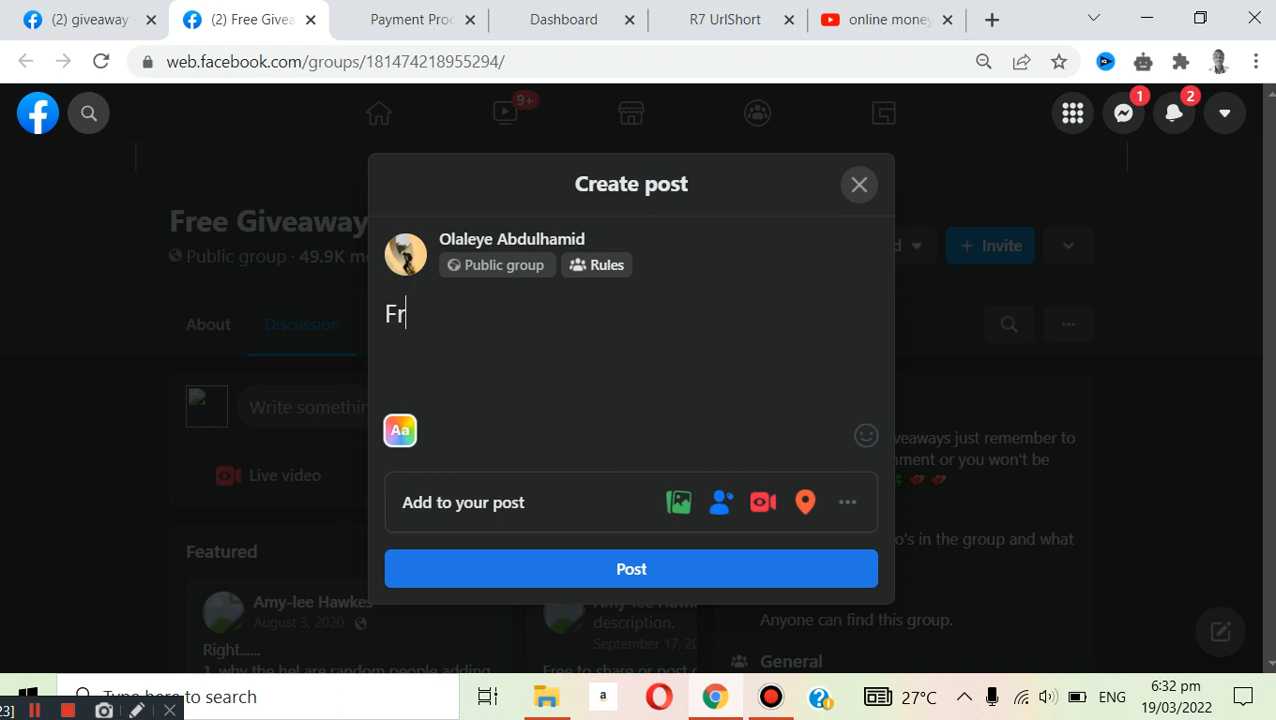 (2) giveaway
(2) Free Givea
Payment Proc
Dashboard
R7 UrlShort
online money
web.facebook.com/groups/181474218955294/
9+
1
2
Free Giveaway
Public group · 49.9K m
+ Invite
About
Discussion
Write somethin
Live video
Featured
Amy-lee Hawkes
August 3, 2020 ·
Right......
1. why the hel are random people adding
description.
September 17, 20
Free to share or post
veaways just remember to
ment or you won't be
o's in the group and what
Anyone can find this group.
General
Create post
Olaleye Abdulhamid
Public group
Rules
Fr
Aa
Add to your post
Post
Type here to search
23]
a
27°C
ENG
6:32 pm
19/03/2022